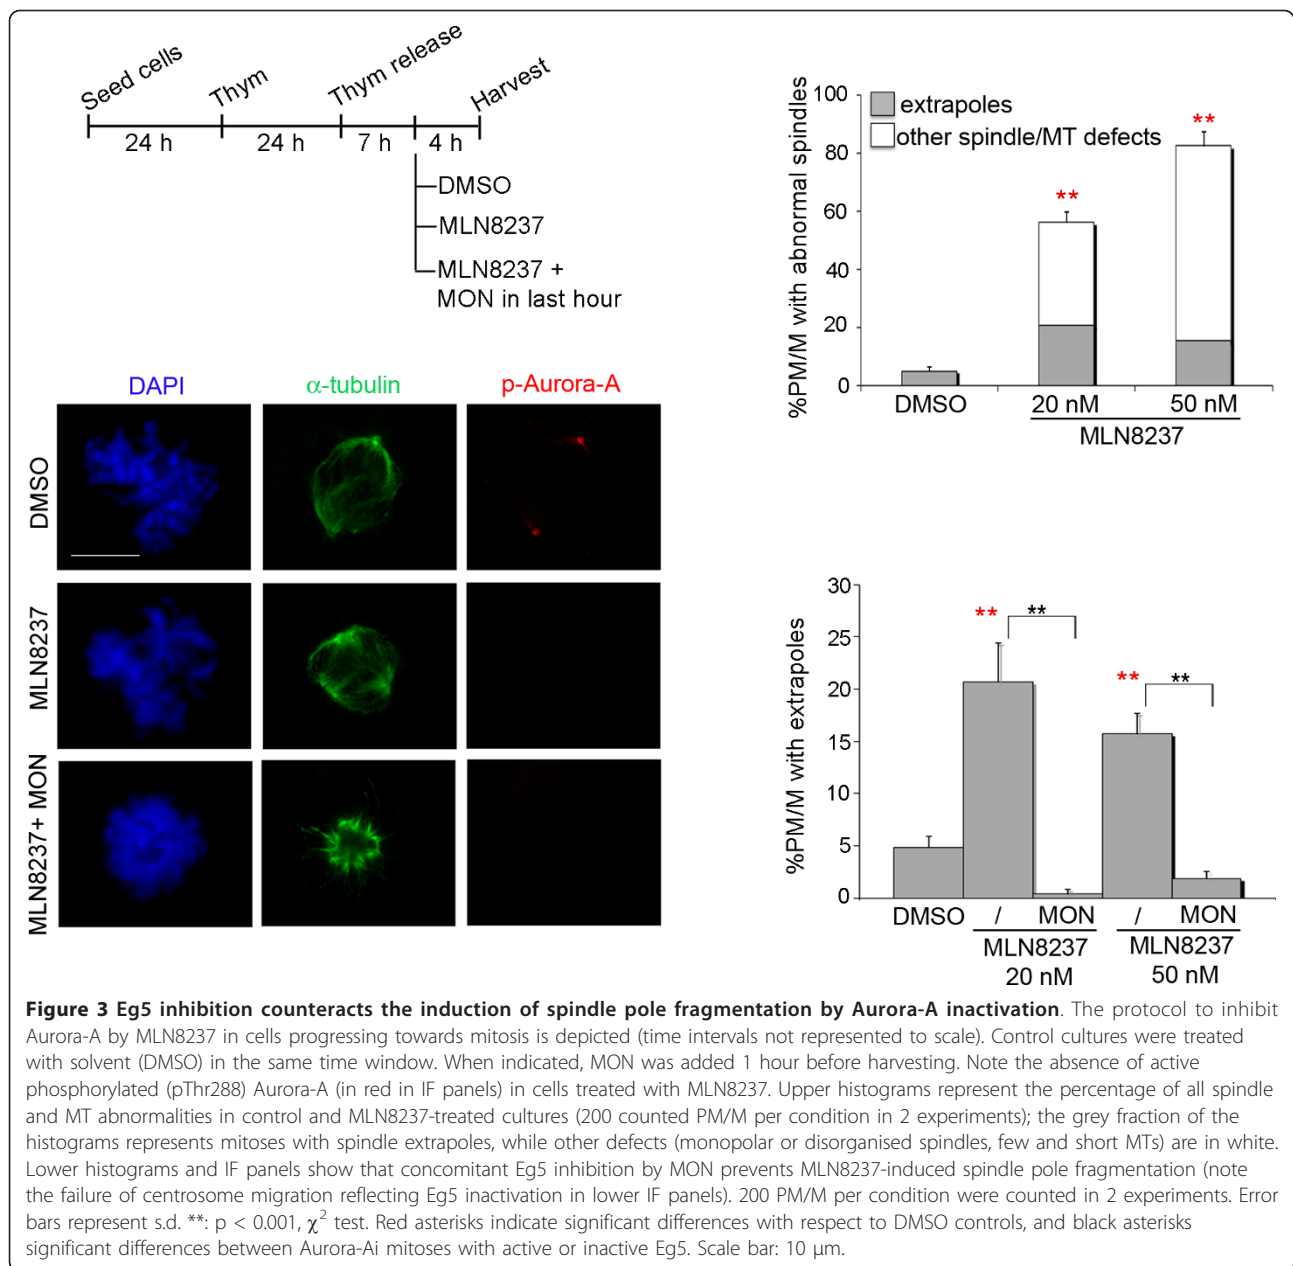 Seed cells
Thym
Thym release
Harvest
24 h
24 h
7 h
4 h
DMSO
MLN8237
MLN8237 +
MON in last hour
%PM/M with abnormal spindles
100
80
60
40
20
0
extrapoles
other spindle/MT defects
**
**
DMSO
20 nM
50 nM
MLN8237
DAPI
α-tubulin
p-Aurora-A
DMSO
MLN8237
MLN8237+ MON
%PM/M with extrapoles
30
25
20
15
10
5
0
**
**
**
**
DMSO
/
MON
/
MON
MLN8237
20 nM
MLN8237
50 nM
Figure 3 Eg5 inhibition counteracts the induction of spindle pole fragmentation by Aurora-A inactivation. The protocol to inhibit
Aurora-A by MLN8237 in cells progressing towards mitosis is depicted (time intervals not represented to scale). Control cultures were treated
with solvent (DMSO) in the same time window. When indicated, MON was added 1 hour before harvesting. Note the absence of active
phosphorylated (pThr288) Aurora-A (in red in IF panels) in cells treated with MLN8237. Upper histograms represent the percentage of all spindle
and MT abnormalities in control and MLN8237-treated cultures (200 counted PM/M per condition in 2 experiments); the grey fraction of the
histograms represents mitoses with spindle extrapoles, while other defects (monopolar or disorganised spindles, few and short MTs) are in white.
Lower histograms and IF panels show that concomitant Eg5 inhibition by MON prevents MLN8237-induced spindle pole fragmentation (note
the failure of centrosome migration reflecting Eg5 inactivation in lower IF panels). 200 PM/M per condition were counted in 2 experiments. Error
bars represent s.d. **: p < 0.001, χ² test. Red asterisks indicate significant differences with respect to DMSO controls, and black asterisks
significant differences between Aurora-Ai mitoses with active or inactive Eg5. Scale bar: 10 μm.